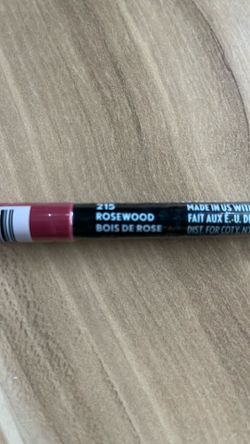 215
ROSEWOOD
BOIS DE ROSE
MADE IN US WITH
FAIT AUX É.-U. D
DIST. FOR COTY, N.Y